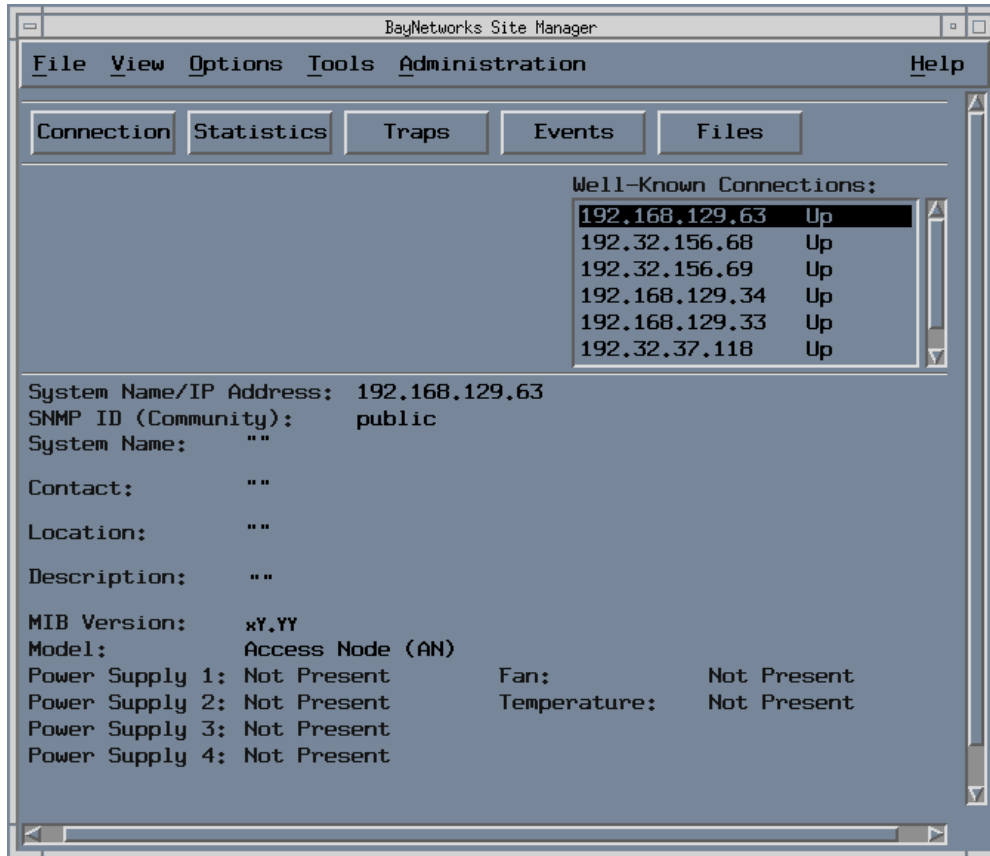 BayNetworks Site Manager
File View Options Tools Administration Help
Connection Statistics Traps Events Files
Well-Known Connections:
192.168.129.63 Up
192.32.156.68 Up
192.32.156.69 Up
192.168.129.34 Up
192.168.129.33 Up
192.32.37.118 Up
System Name/IP Address: 192.168.129.63
SNMP ID (Community): public
System Name: ""
Contact: ""
Location: ""
Description: ""
MIB Version: xY.YY
Model: Access Node (AN)
Power Supply 1: Not Present Fan: Not Present
Power Supply 2: Not Present Temperature: Not Present
Power Supply 3: Not Present
Power Supply 4: Not Present